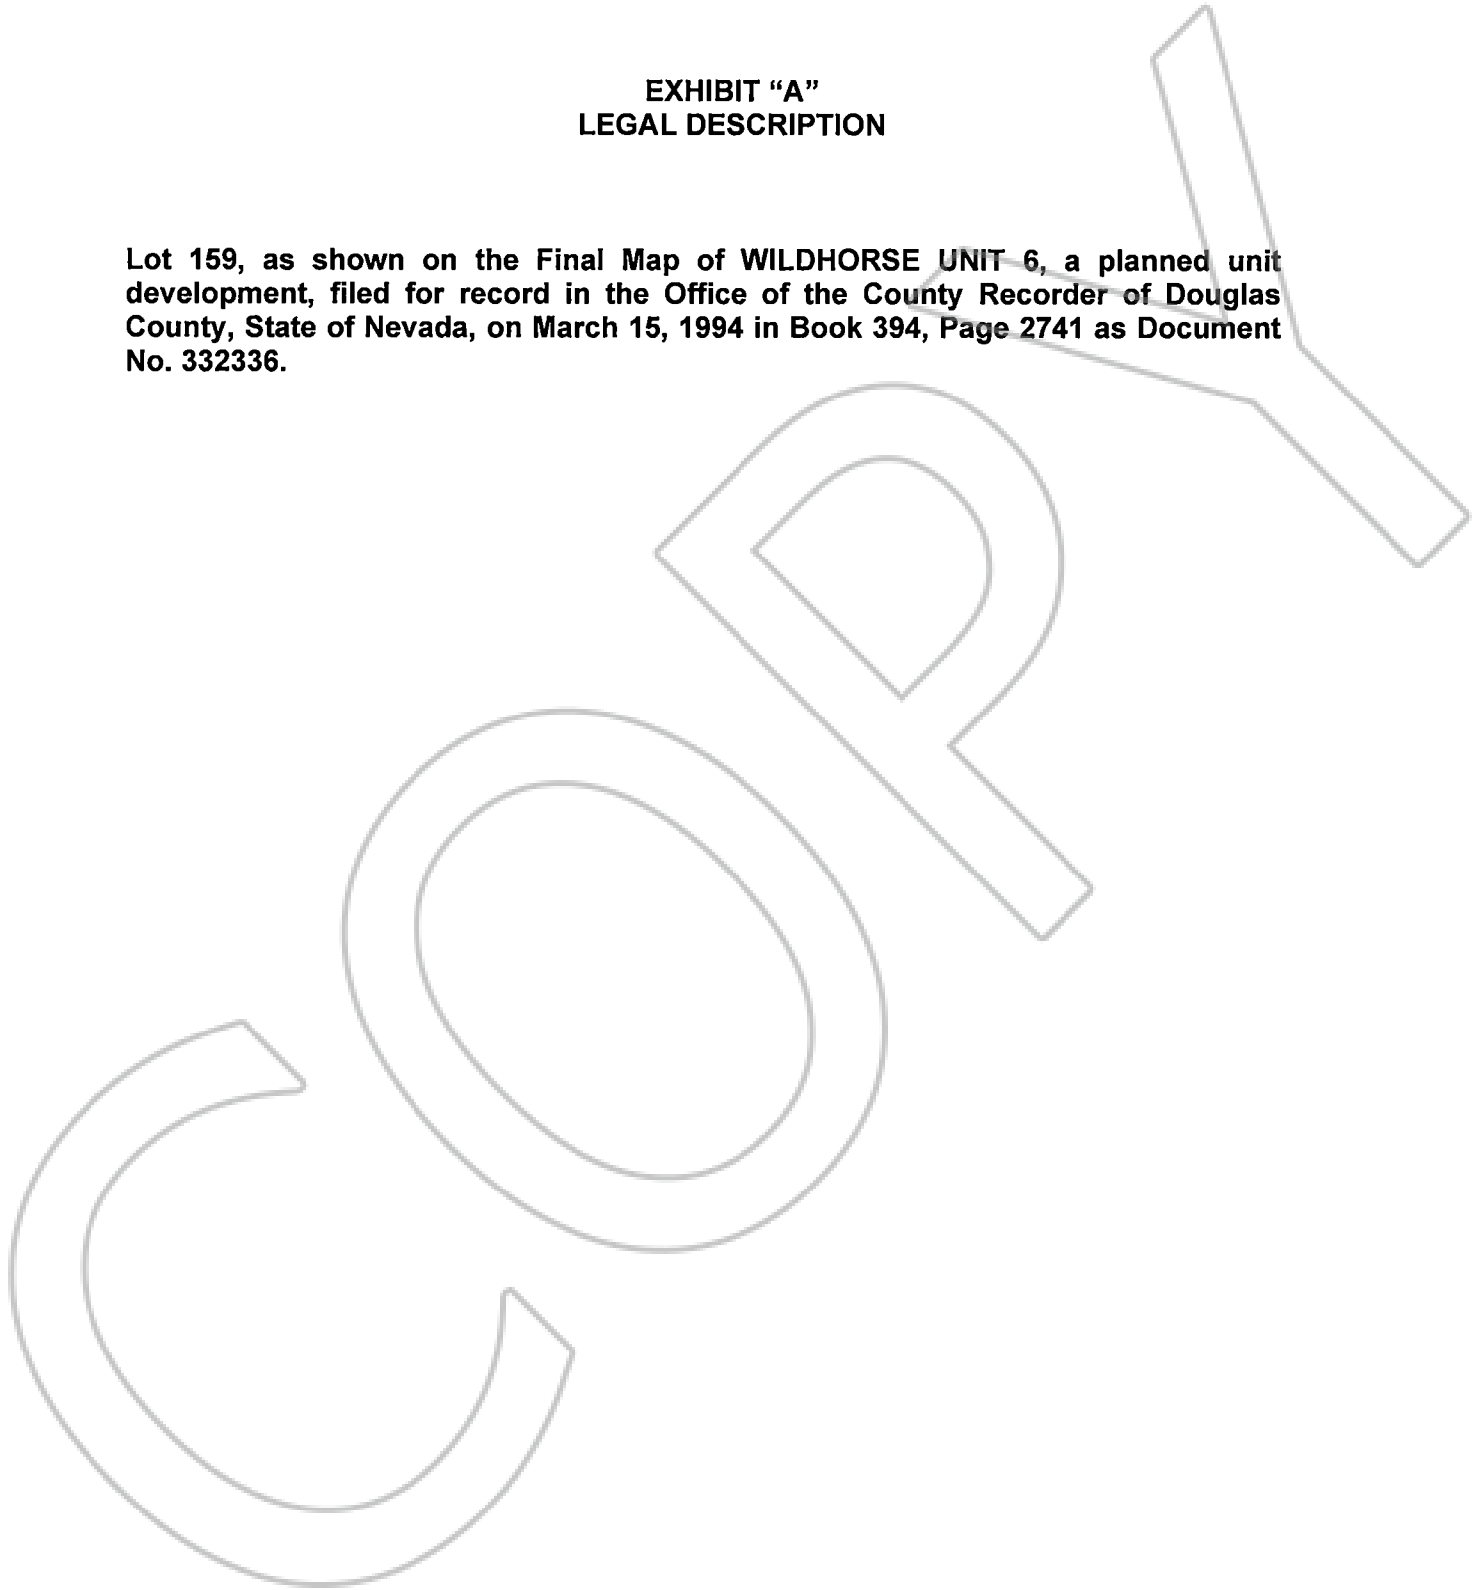 EXHIBIT “A”
LEGAL DESCRIPTION
Lot 159, as shown on the Final Map of WILDHORSE UNIT 6, a planned unit
development, filed for record in the Office of the County Recorder of Douglas
County, State of Nevada, on March 15, 1994 in Book 394, Page 2741 as Document
No. 332336.
COPY